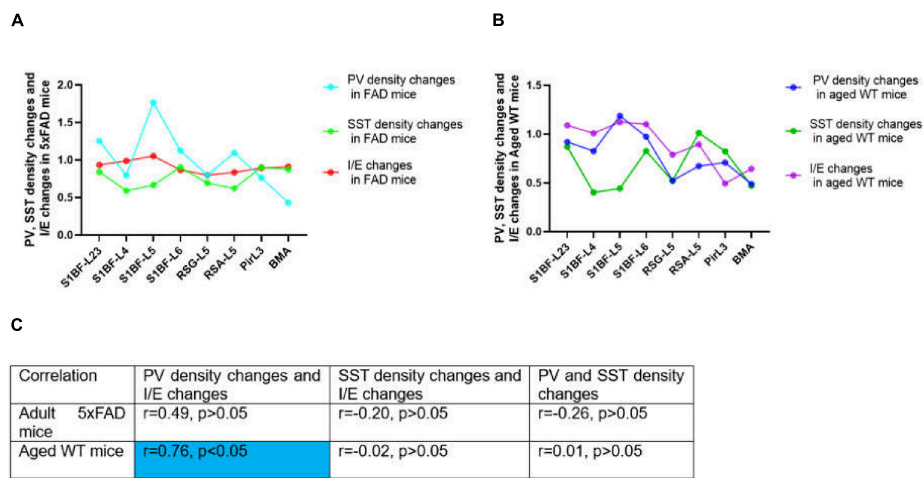 A
PV, SST density changes and
I/E changes in 5xFAD mice
2.0
1.5
1.0
0.5
0.0
S1BF-L23
S1BF-L4
S1BF-L5
S1BF-L6
RSG-L5
RSA-L5
PirL3
BMA
PV density changes
in FAD mice
SST density changes
in FAD mice
I/E changes
in FAD mice
B
PV, SST density changes and
I/E changes in Aged WT mice
1.5
1.0
0.5
0.0
S1BF-L23
S1BF-L4
S1BF-L5
S1BF-L6
RSG-L5
RSA-L5
PirL3
BMA
PV density changes
in aged WT mice
SST density changes
in aged WT mice
I/E changes
in aged WT mice
C
Correlation
PV density changes and
I/E changes
SST density changes and
I/E changes
PV and SST density
changes
Adult 5xFAD
mice
r=0.49, p>0.05
r=-0.20, p>0.05
r=-0.26, p>0.05
Aged WT mice
r=0.76, p<0.05
r=-0.02, p>0.05
r=0.01, p>0.05